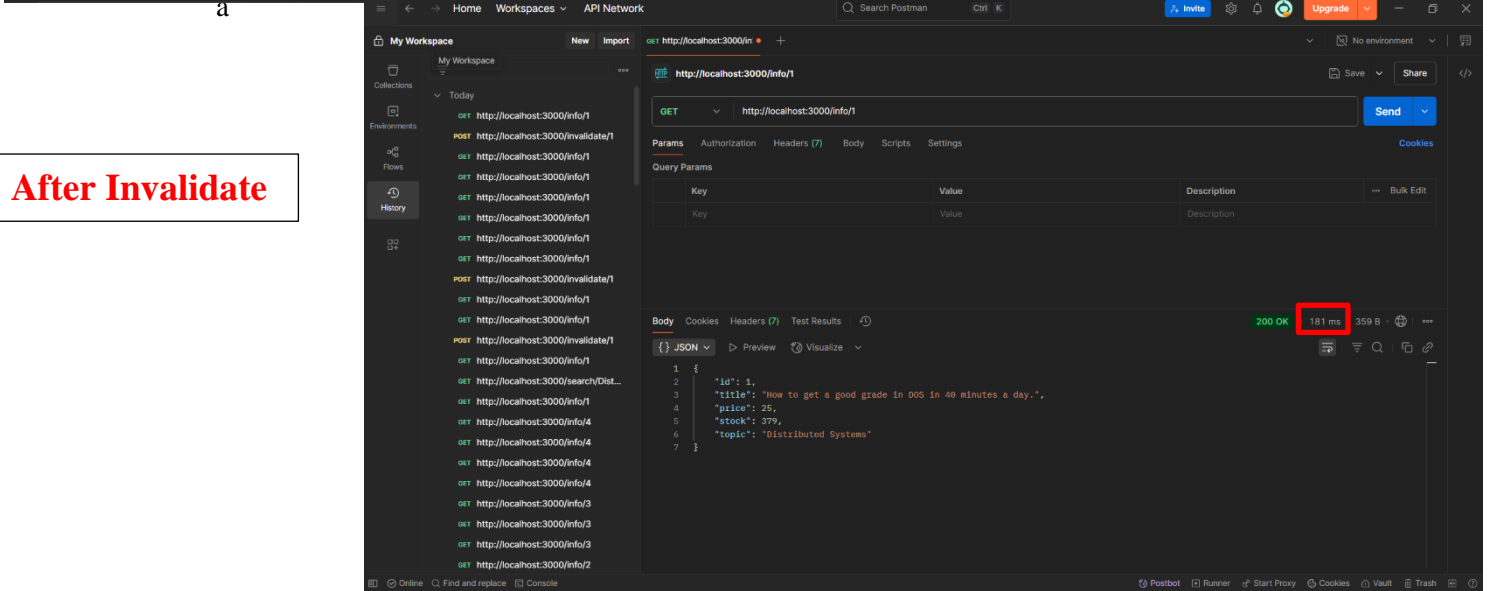 a
After Invalidate
Home Workspaces API Network
Search Postman Ctrl K
Invite
Upgrade
My Workspace New Import
GET http://localhost:3000/in
No environment
My Workspace
Collections
Environments
Flows
History
Today
GET http://localhost:3000/info/1
POST http://localhost:3000/invalidate/1
GET http://localhost:3000/info/1
GET http://localhost:3000/info/1
GET http://localhost:3000/info/1
GET http://localhost:3000/info/1
GET http://localhost:3000/info/1
GET http://localhost:3000/info/1
POST http://localhost:3000/invalidate/1
GET http://localhost:3000/info/1
GET http://localhost:3000/info/1
POST http://localhost:3000/invalidate/1
GET http://localhost:3000/info/1
GET http://localhost:3000/search/Dist...
GET http://localhost:3000/info/1
GET http://localhost:3000/info/4
GET http://localhost:3000/info/4
GET http://localhost:3000/info/4
GET http://localhost:3000/info/4
GET http://localhost:3000/info/3
GET http://localhost:3000/info/3
GET http://localhost:3000/info/3
GET http://localhost:3000/info/2
HTTP http://localhost:3000/info/1
Save Share
GET http://localhost:3000/info/1
Send
Params Authorization Headers (7) Body Scripts Settings Cookies
Query Params
Key Value Description Bulk Edit
Key Value Description
Body Cookies Headers (7) Test Results
200 OK 181 ms 359 B
{} JSON Preview Visualize
1 {
2 "id": 1,
3 "title": "How to get a good grade in DOS in 40 minutes a day.",
4 "price": 25,
5 "stock": 379,
6 "topic": "Distributed Systems"
7 }
Online Find and replace Console
Postbot Runner Start Proxy Cookies Vault Trash